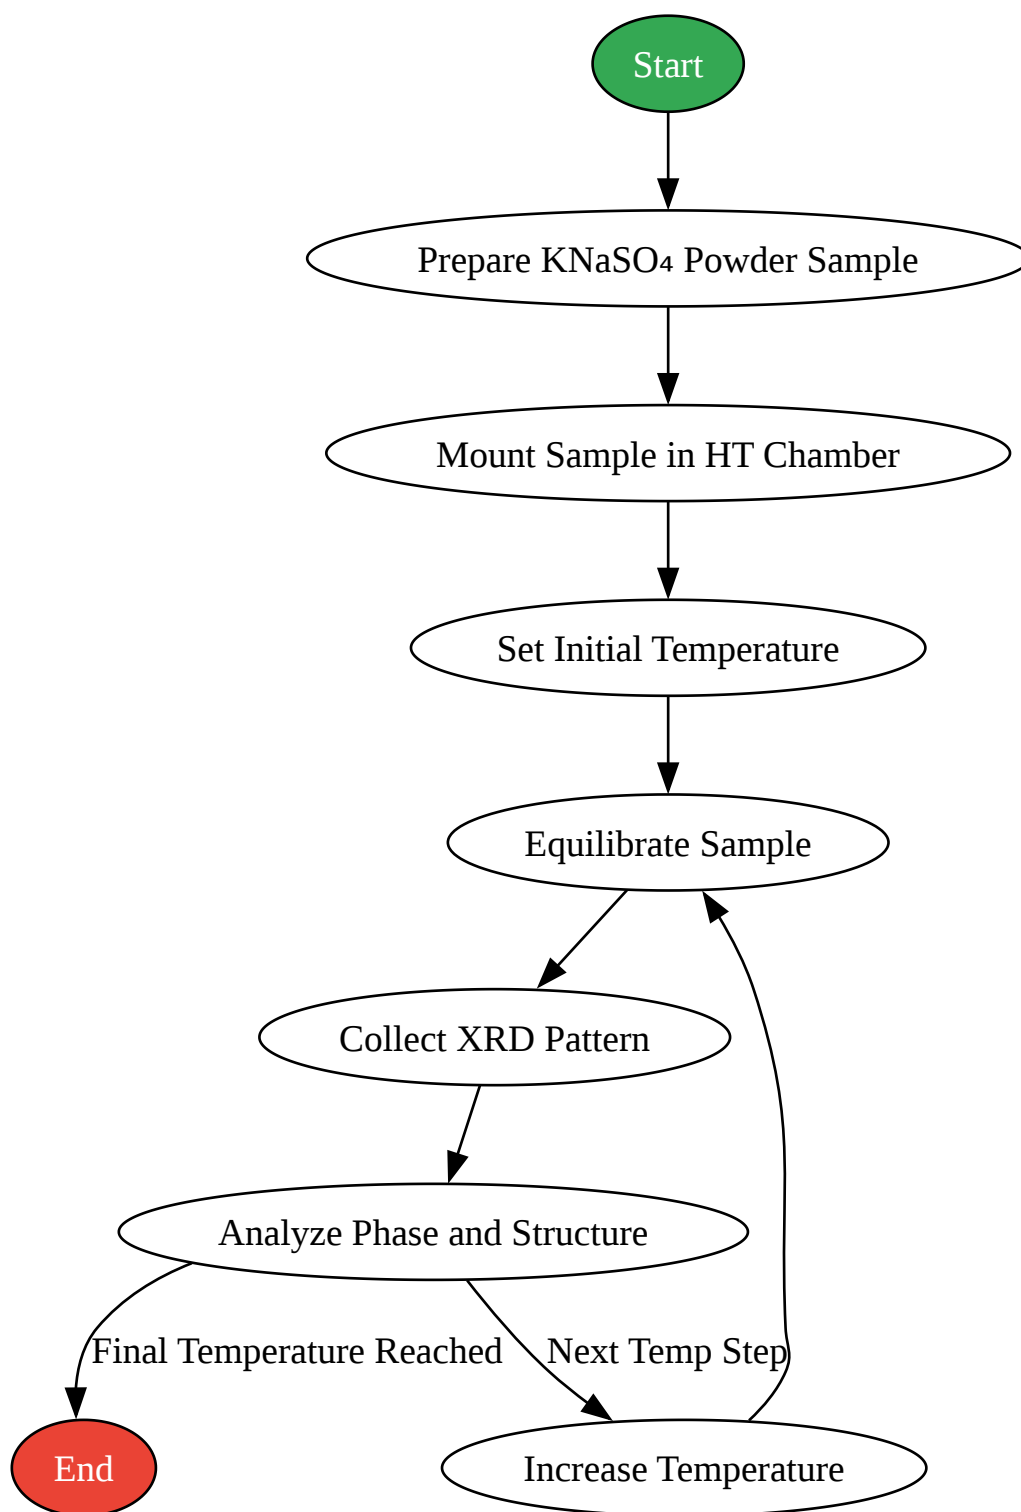 Start
Prepare KNaSO₄ Powder Sample
Mount Sample in HT Chamber
Set Initial Temperature
Equilibrate Sample
Collect XRD Pattern
Analyze Phase and Structure
Final Temperature Reached
Next Temp Step
End
Increase Temperature